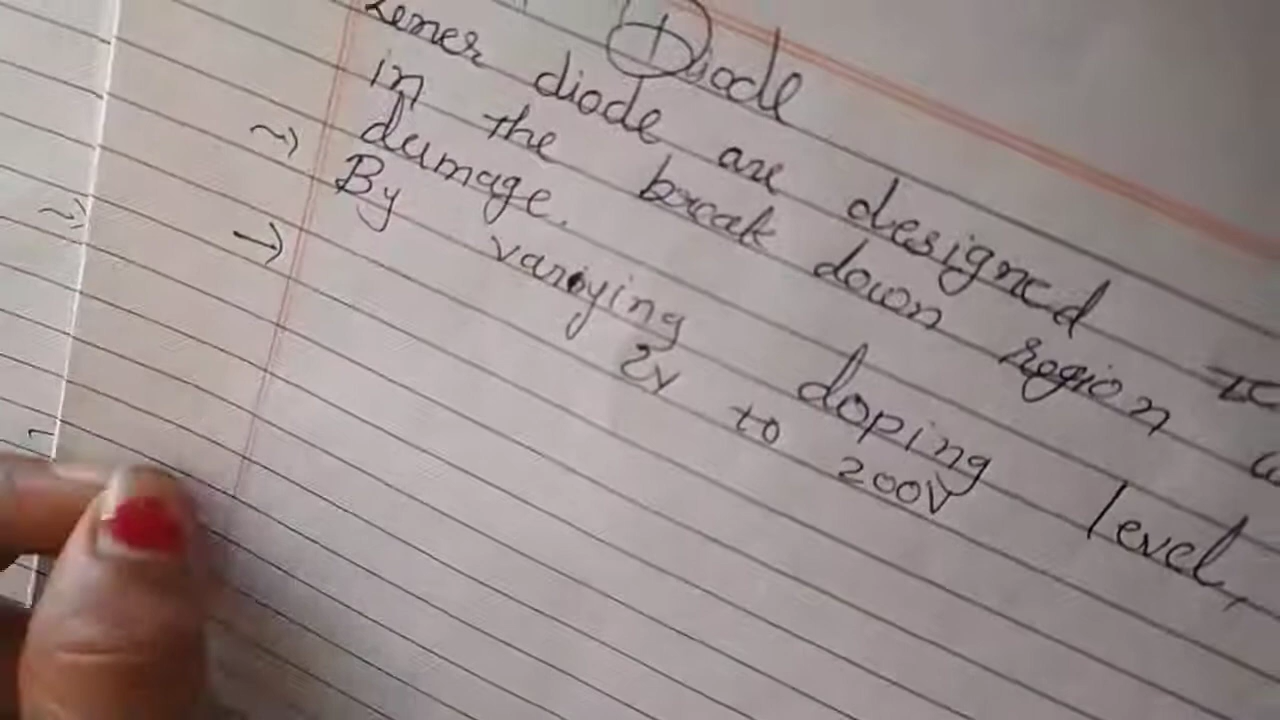 Diode
Zener diode are designed
in the break down region
damage.
By varying doping level,
2v to 200V